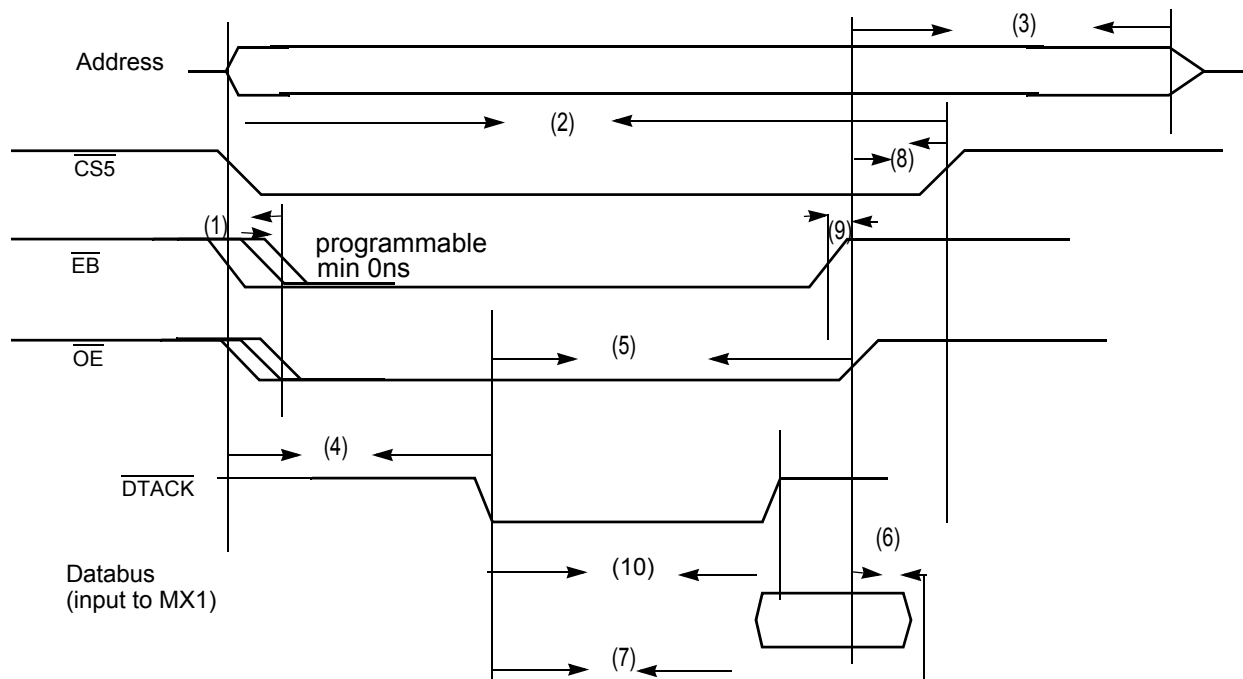 (3)
Address
(2)
(8)
CS5
(1)
(9)
programmable
min 0ns
EB
(5)
OE
(4)
DTACK
(6)
(10)
Databus
(input to MX1)
(7)